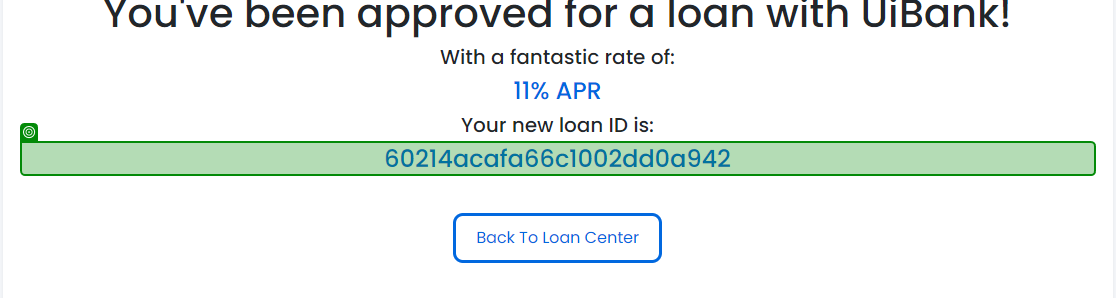 You've been approved for a loan with UiBank!
With a fantastic rate of:
11% APR
Your new loan ID is:
60214acafa66c1002dd0a942
Back To Loan Center